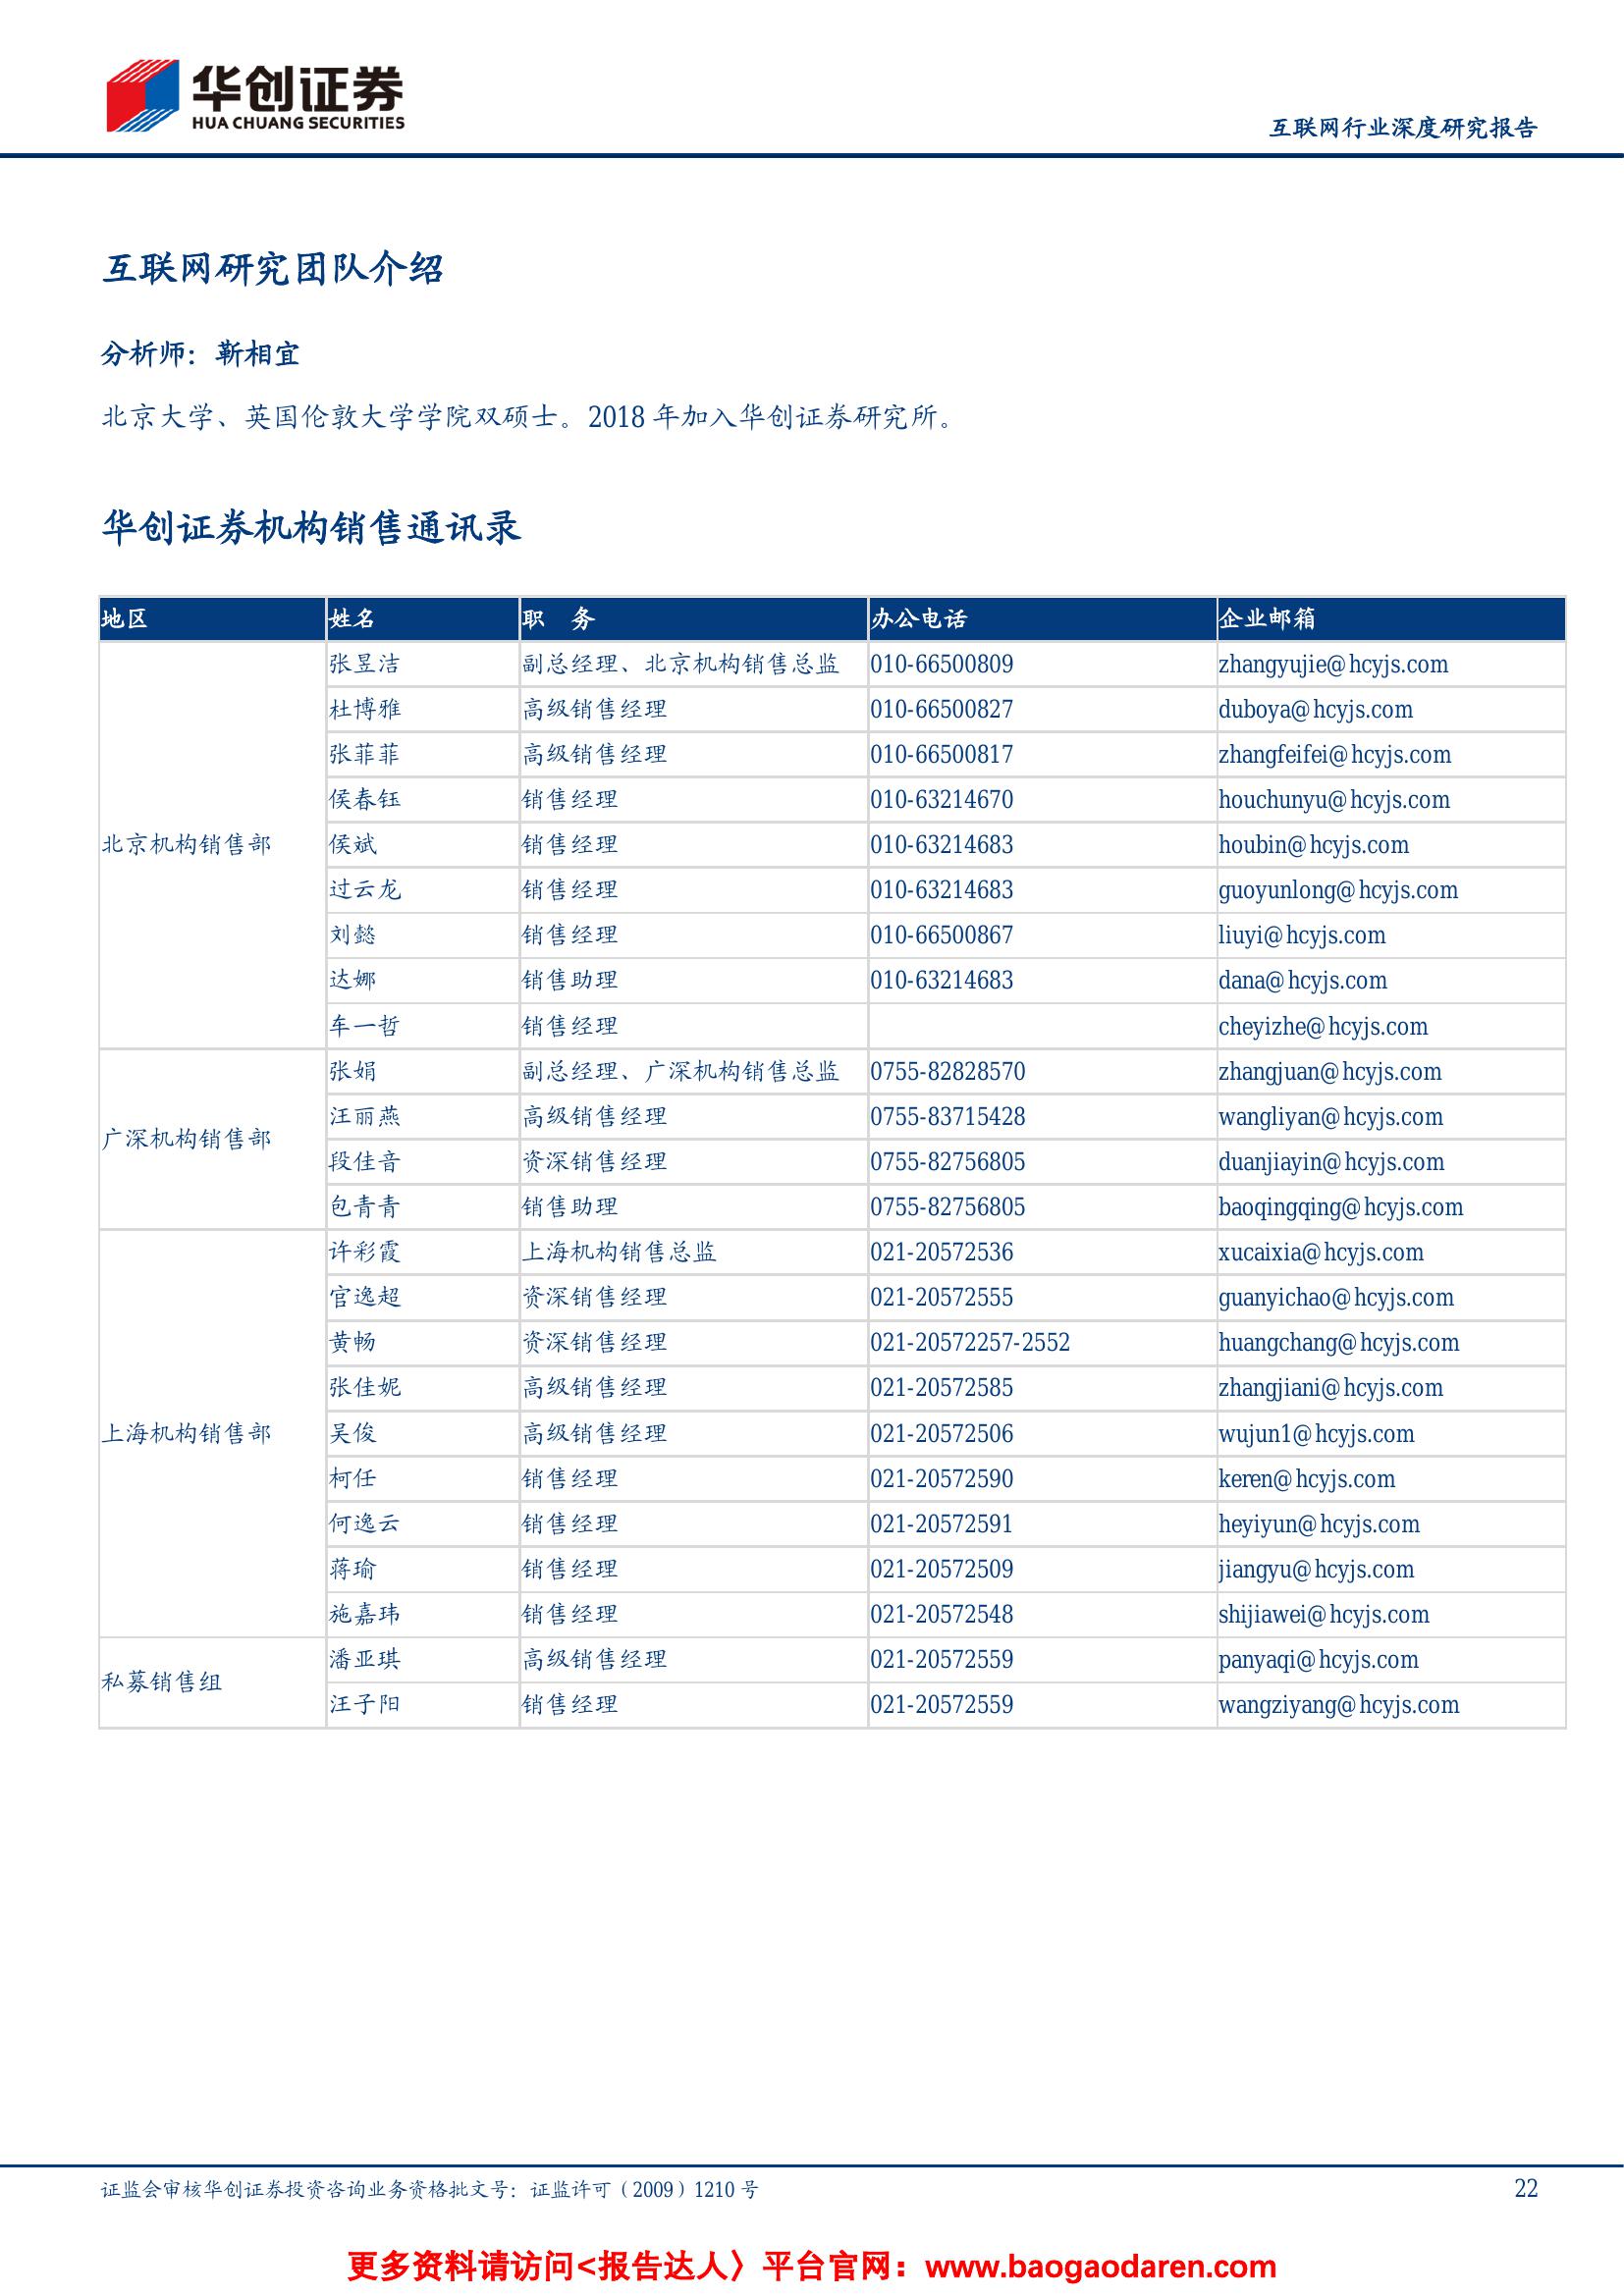 华创证券
HUA CHUANG SECURITIES
互联网行业深度研究报告
互联网研究团队介绍
分析师：靳相宜
北京大学、英国伦敦大学学院双硕士。2018 年加入华创证券研究所。
华创证券机构销售通讯录
地区 姓名 职 务 办公电话 企业邮箱
北京机构销售部
张昱洁 副总经理、北京机构销售总监 010-66500809 zhangyujie@hcyjs.com
杜博雅 高级销售经理 010-66500827 duboya@hcyjs.com
张菲菲 高级销售经理 010-66500817 zhangfeifei@hcyjs.com
侯春钰 销售经理 010-63214670 houchunyu@hcyjs.com
侯斌 销售经理 010-63214683 houbin@hcyjs.com
过云龙 销售经理 010-63214683 guoyunlong@hcyjs.com
刘懿 销售经理 010-66500867 liuyi@hcyjs.com
达娜 销售助理 010-63214683 dana@hcyjs.com
车一哲 销售经理 cheyizhe@hcyjs.com
广深机构销售部
张娟 副总经理、广深机构销售总监 0755-82828570 zhangjuan@hcyjs.com
汪丽燕 高级销售经理 0755-83715428 wangliyan@hcyjs.com
段佳音 资深销售经理 0755-82756805 duanjiayin@hcyjs.com
包青青 销售助理 0755-82756805 baoqingqing@hcyjs.com
上海机构销售部
许彩霞 上海机构销售总监 021-20572536 xucaixia@hcyjs.com
官逸超 资深销售经理 021-20572555 guanyichao@hcyjs.com
黄畅 资深销售经理 021-20572257-2552 huangchang@hcyjs.com
张佳妮 高级销售经理 021-20572585 zhangjiani@hcyjs.com
吴俊 高级销售经理 021-20572506 wujun1@hcyjs.com
柯任 销售经理 021-20572590 keren@hcyjs.com
何逸云 销售经理 021-20572591 heyiyun@hcyjs.com
蒋瑜 销售经理 021-20572509 jiangyu@hcyjs.com
施嘉玮 销售经理 021-20572548 shijiawei@hcyjs.com
私募销售组
潘亚琪 高级销售经理 021-20572559 panyaqi@hcyjs.com
汪子阳 销售经理 021-20572559 wangziyang@hcyjs.com
证监会审核华创证券投资咨询业务资格批文号：证监许可（2009）1210 号 22
更多资料请访问<报告达人〉平台官网：www.baogaodaren.com